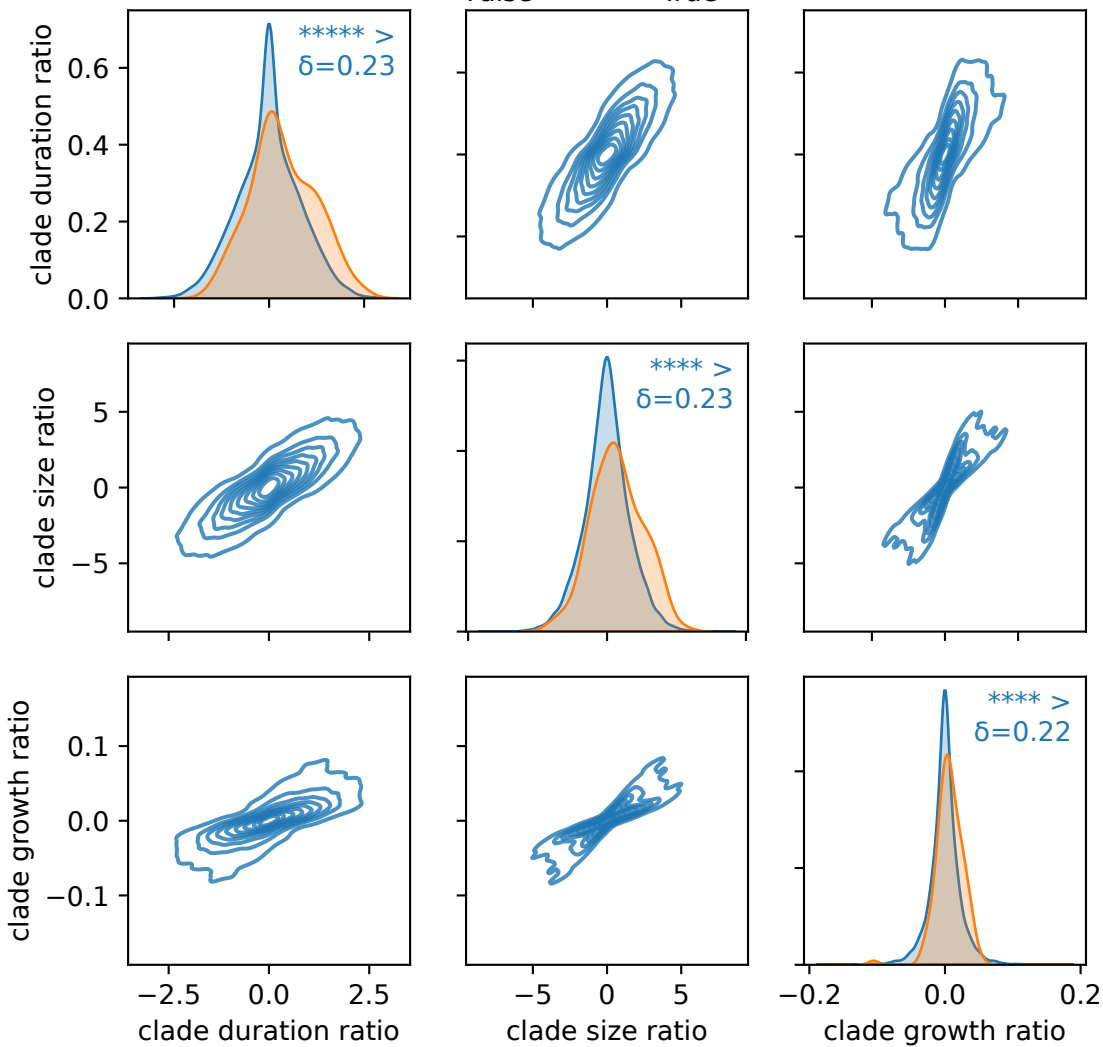 0.6
0.4
0.2
0.0
clade duration ratio
***** >
δ=0.23
5
0
−5
clade size ratio
**** >
δ=0.23
0.1
0.0
−0.1
clade growth ratio
**** >
δ=0.22
−2.5 0.0 2.5
clade duration ratio
−5 0 5
clade size ratio
−0.2 0.0 0.2
clade growth ratio